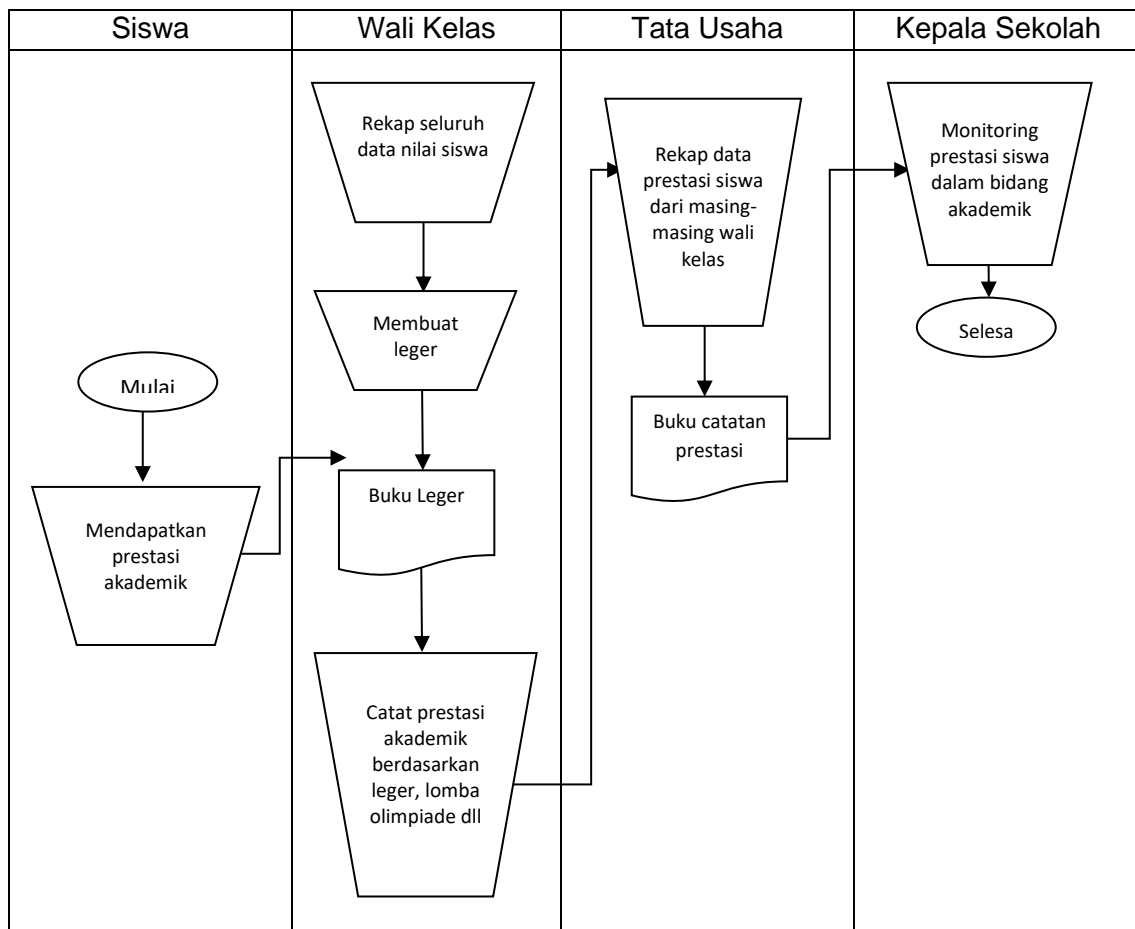 Siswa
Wali Kelas
Tata Usaha
Kepala Sekolah
Mulai
Mendapatkan
prestasi
akademik
Rekap seluruh
data nilai siswa
Membuat
leger
Buku Leger
Catat prestasi
akademik
berdasarkan
leger, lomba
olimpiade dll
Rekap data
prestasi siswa
dari masing-
masing wali
kelas
Buku catatan
prestasi
Monitoring
prestasi siswa
dalam bidang
akademik
Selesa